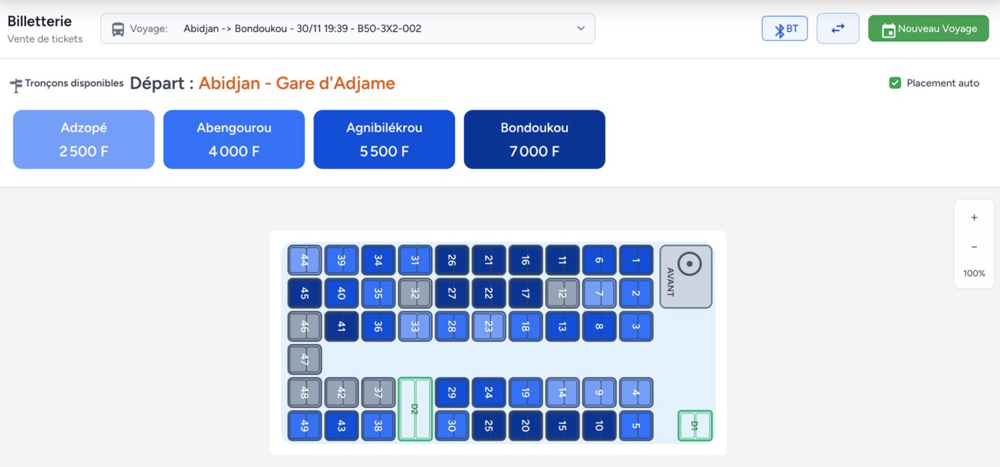 Billetterie
Vente de tickets
Voyage: Abidjan -> Bondoukou - 30/11 19:39 - B50-3X2-002
BT
Nouveau Voyage
Tronçons disponibles Départ : Abidjan - Gare d'Adjame
Placement auto
Adzopé
2 500 F
Abengourou
4 000 F
Agnibilékrou
5 500 F
Bondoukou
7 000 F
+
−
100%
44 39 34 31 26 21 16 11 6 1
AVANT
45 40 35 32 27 22 17 12 7 2
46 41 36 33 28 23 18 13 8 3
47
48 42 37 D2 29 24 19 14 9 4
49 43 38 30 25 20 15 10 5 D1